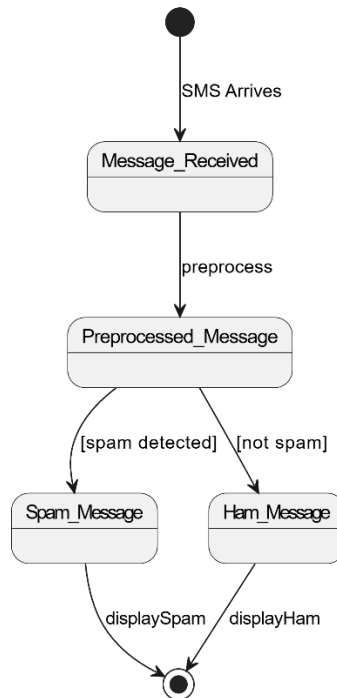 SMS Arrives
Message_Received
preprocess
Preprocessed_Message
[spam detected]
[not spam]
Spam_Message
Ham_Message
displaySpam
displayHam